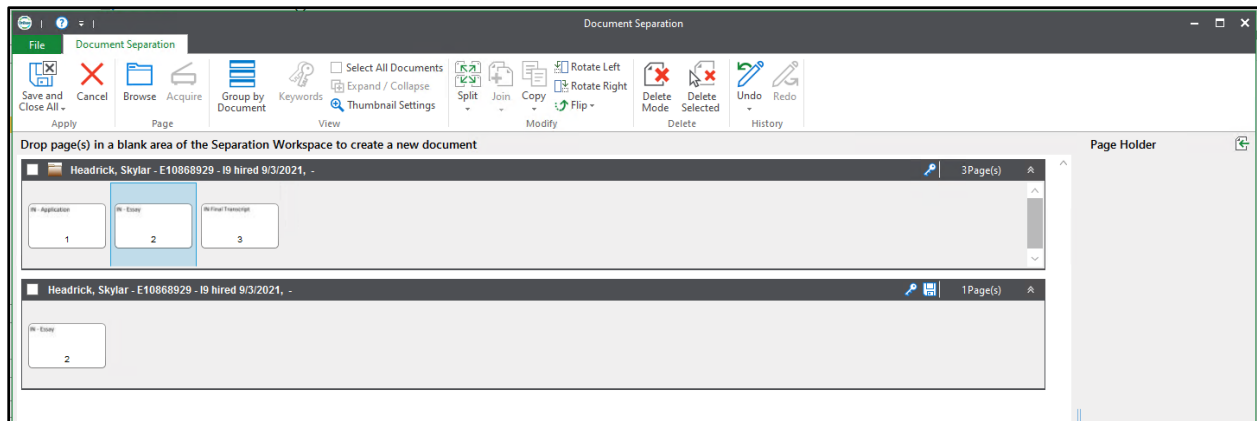 Document Separation
File Document Separation
Save and Close All Cancel Browse Acquire Group by Document Keywords Select All Documents Expand / Collapse Thumbnail Settings Split Join Copy Rotate Left Rotate Right Flip Delete Mode Delete Selected Undo Redo
Apply Page View Modify Delete History
Drop page(s) in a blank area of the Separation Workspace to create a new document Page Holder
Headrick, Skylar - E10868929 - I9 hired 9/3/2021, - 3Page(s)
IN - Application IN - Essay IN Final Transcript
1 2 3
Headrick, Skylar - E10868929 - I9 hired 9/3/2021, - 1Page(s)
IN - Essay
2